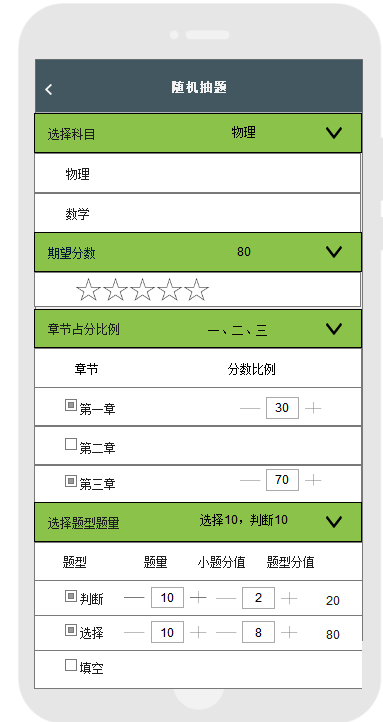 随机抽题
选择科目 物理
物理
数学
期望分数 80
章节占分比例 一、二、三
章节 分数比例
第一章 30
第二章
第三章 70
选择题型题量 选择10，判断10
题型 题量 小题分值 题型分值
判断 10 2 20
选择 10 8 80
填空